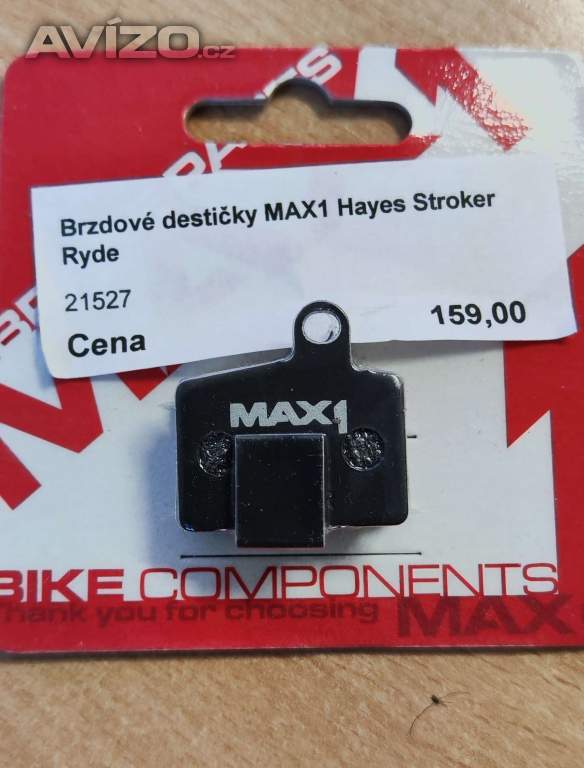 AVÍZO.cz
Brzdové destičky MAX1 Hayes Stroker
Ryde
21527
Cena 159,00
MAX1
BIKE COMPONENTS
Thank you for choosing MAX